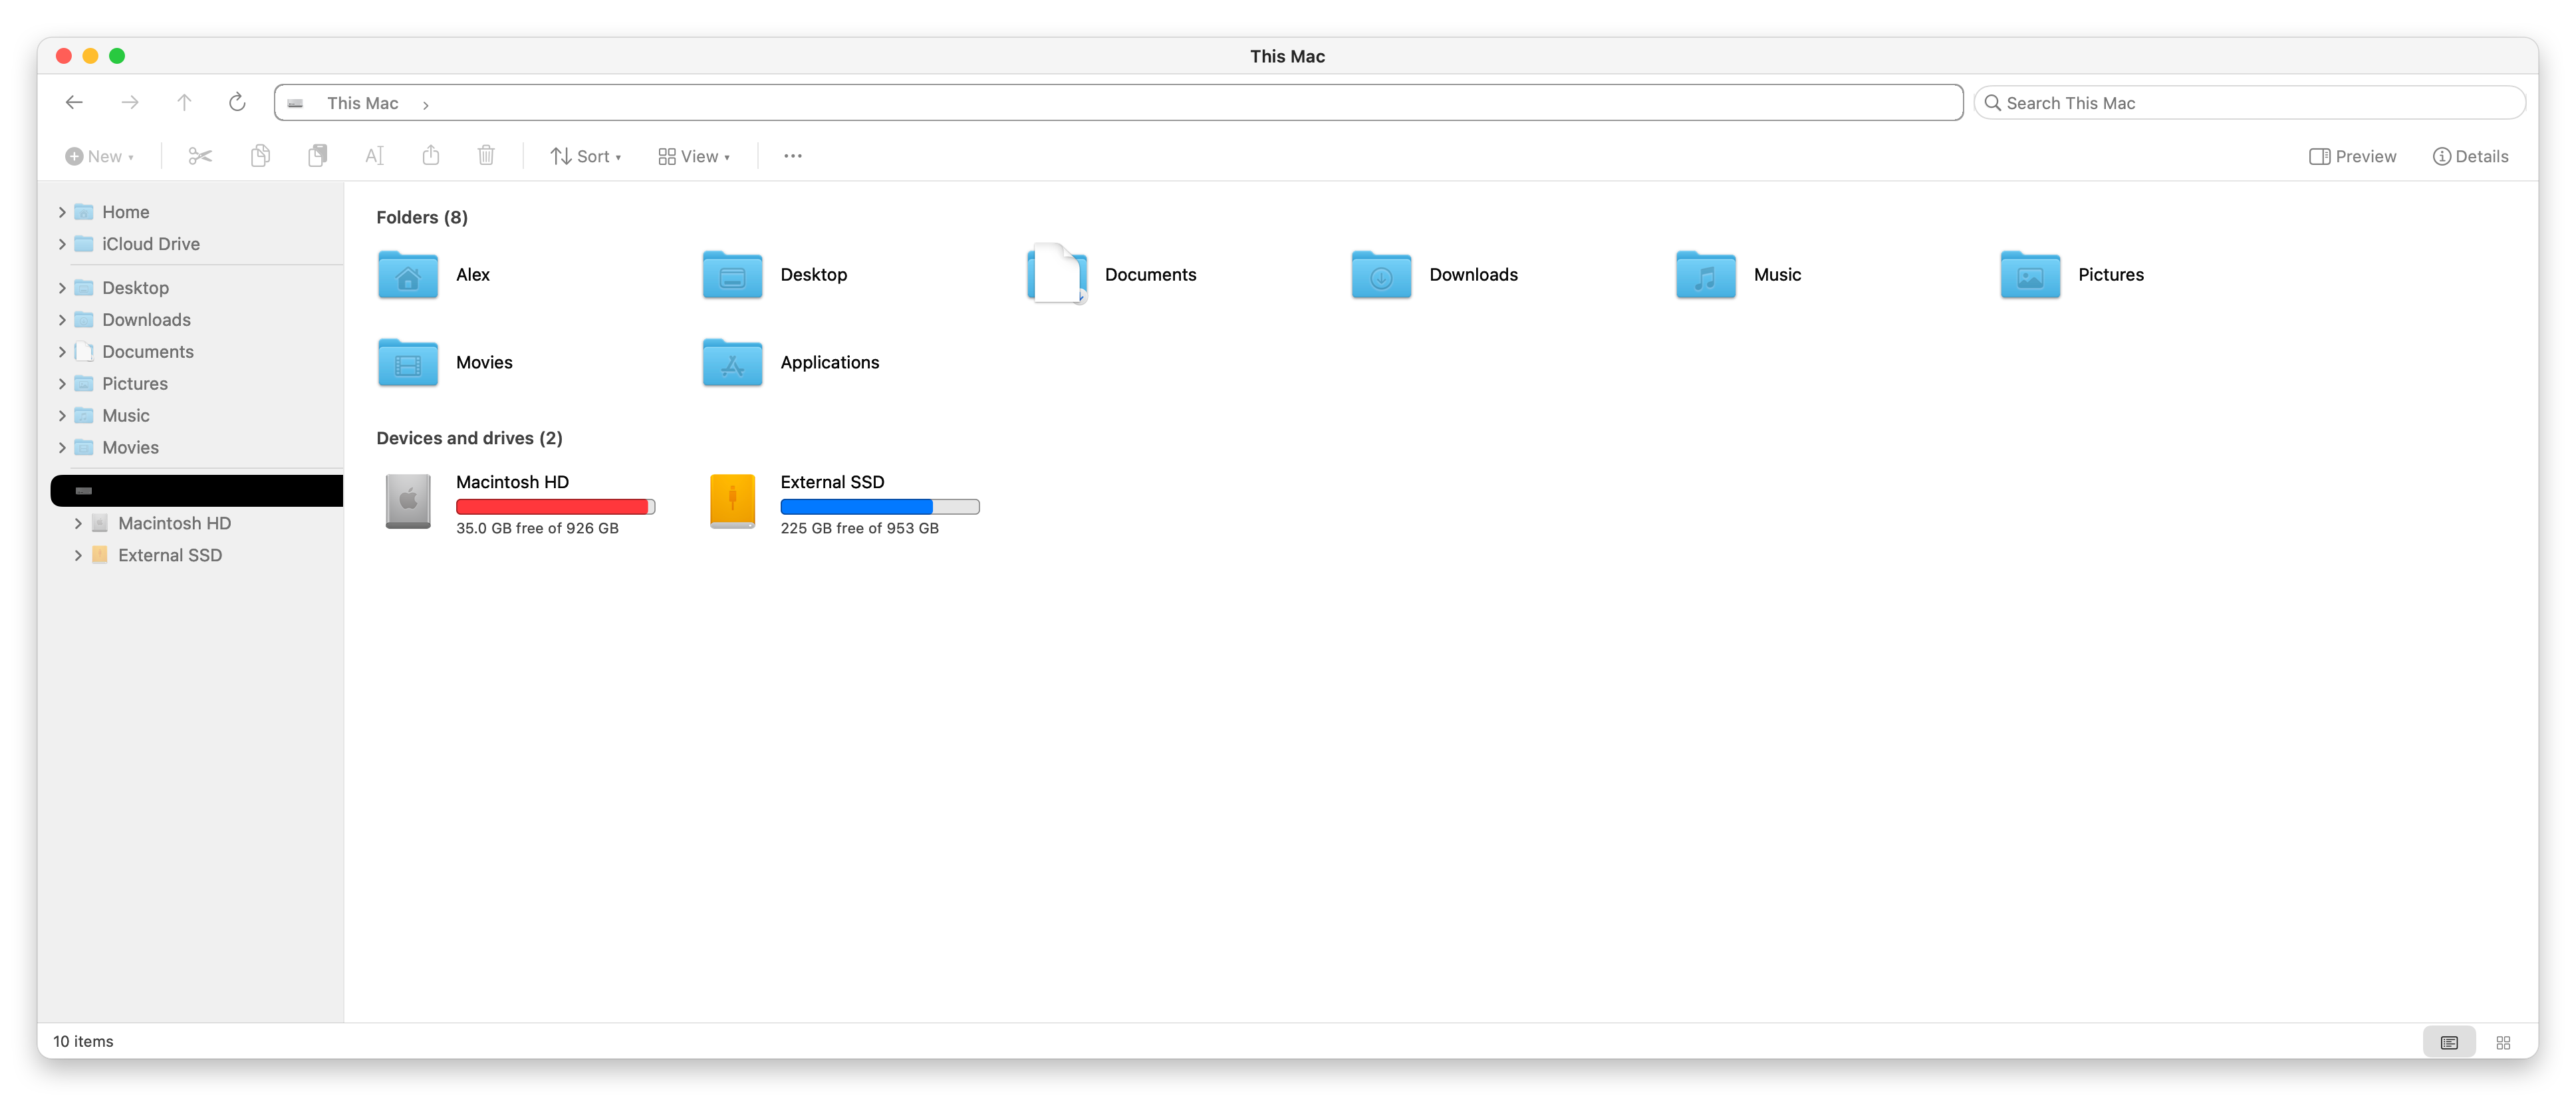 This Mac
This Mac
Search This Mac
New
Sort
View
Preview
Details
Home
iCloud Drive
Desktop
Downloads
Documents
Pictures
Music
Movies
Macintosh HD
External SSD
Folders (8)
Alex
Desktop
Documents
Downloads
Music
Pictures
Movies
Applications
Devices and drives (2)
Macintosh HD
35.0 GB free of 926 GB
External SSD
225 GB free of 953 GB
10 items